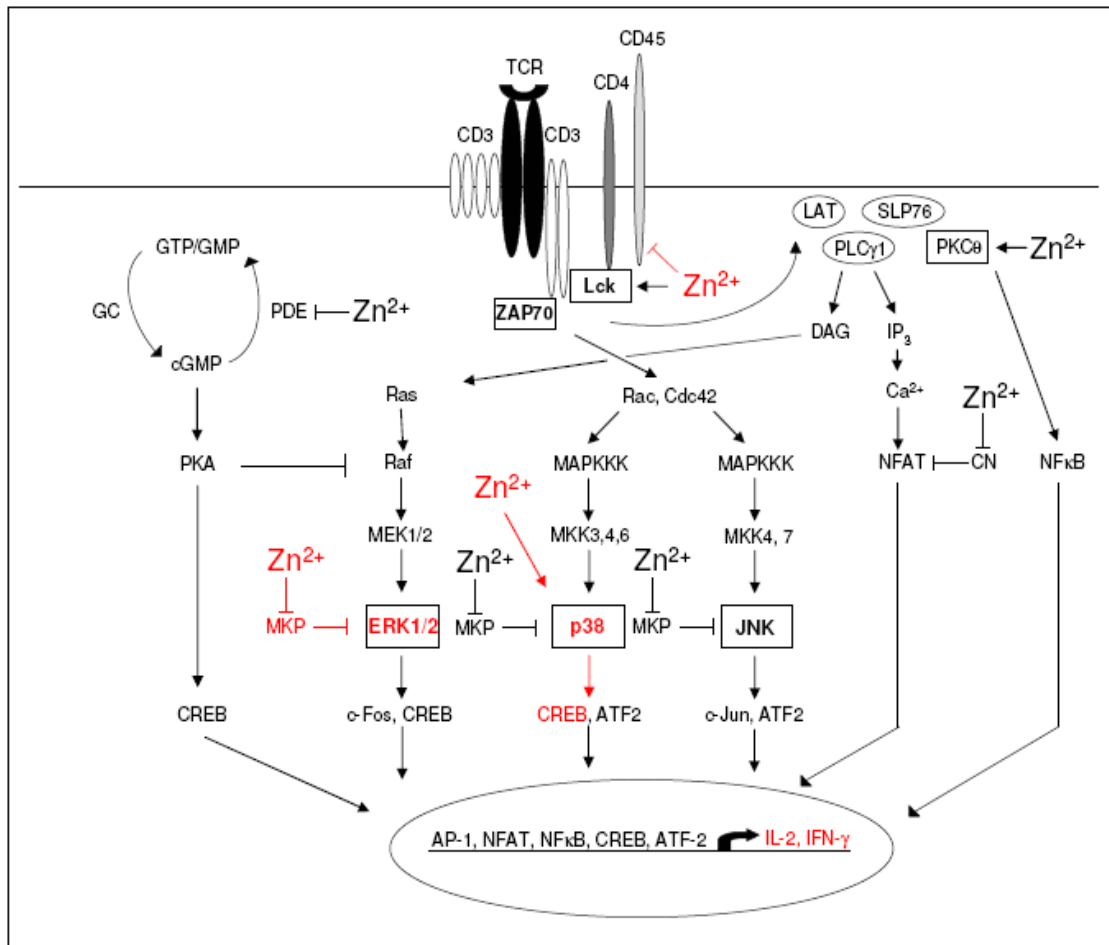 CD45
TCR
CD4
CD3
CD3
LAT
SLP76
GTP/GMP
PLCγ1
PKCθ
Zn²⁺
Lck
Zn²⁺
GC
PDE
Zn²⁺
ZAP70
DAG
IP₃
cGMP
Ras
Rac, Cdc42
Ca²⁺
Zn²⁺
PKA
Raf
MAPKKK
MAPKKK
NFAT
CN
NFκB
Zn²⁺
MEK1/2
MKK3,4,6
MKK4, 7
Zn²⁺
Zn²⁺
Zn²⁺
MKP
ERK1/2
MKP
p38
MKP
JNK
CREB
c-Fos, CREB
CREB, ATF2
c-Jun, ATF2
AP-1, NFAT, NFκB, CREB, ATF-2
IL-2, IFN-γ